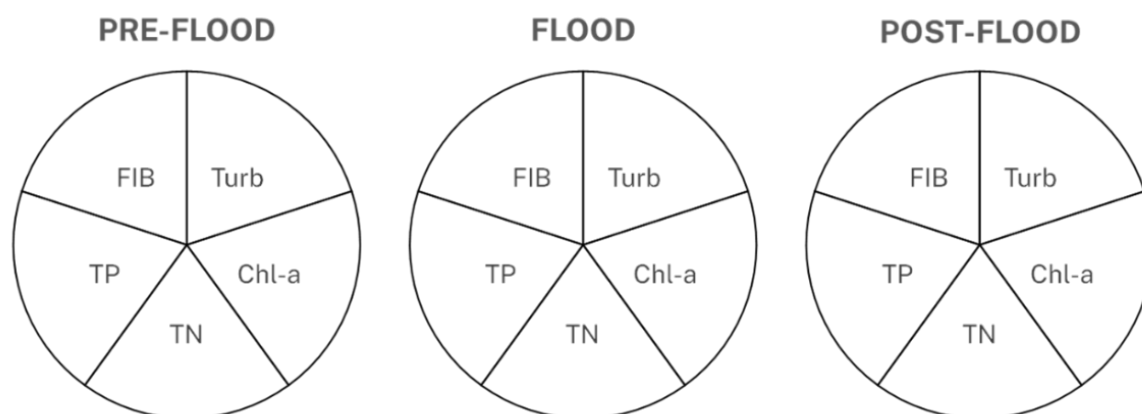 PRE-FLOOD FLOOD POST-FLOOD
FIB Turb FIB Turb FIB Turb
TP Chl-a TP Chl-a TP Chl-a
TN TN TN